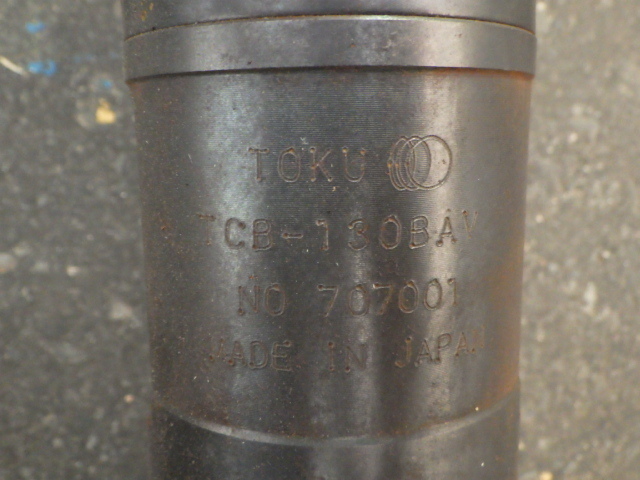 TOKU
TCB-130BAV
NO 707001
MADE IN JAPAN